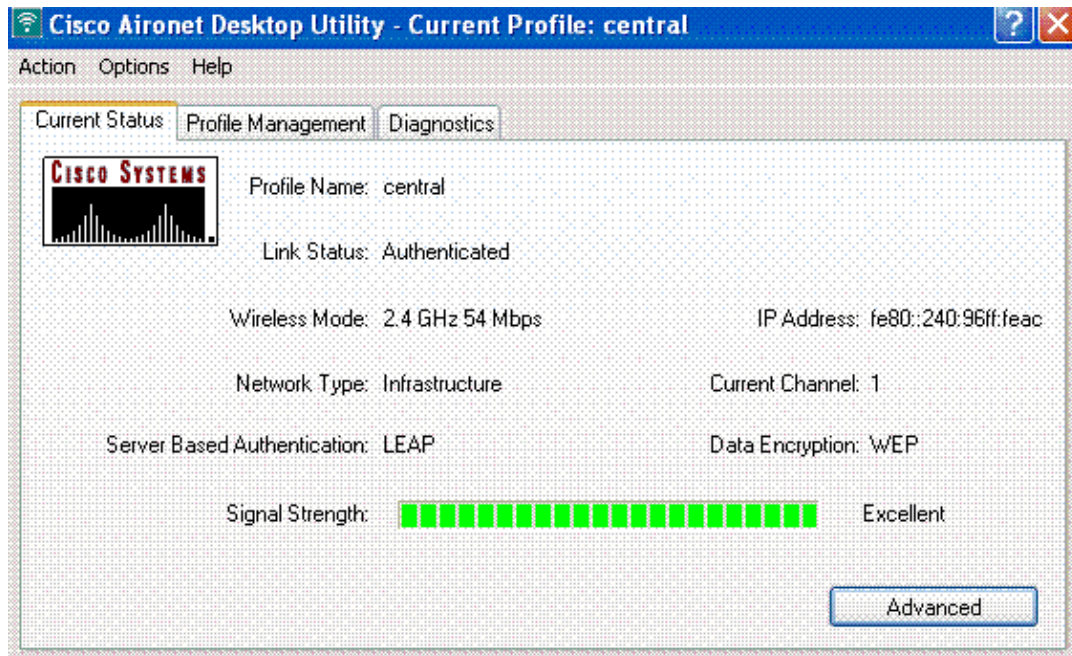 Cisco Aironet Desktop Utility - Current Profile: central
Action Options Help
Current Status Profile Management Diagnostics
CISCO SYSTEMS
Profile Name: central
Link Status: Authenticated
Wireless Mode: 2.4 GHz 54 Mbps IP Address: fe80::240:96ff:feac
Network Type: Infrastructure Current Channel: 1
Server Based Authentication: LEAP Data Encryption: WEP
Signal Strength: Excellent
Advanced